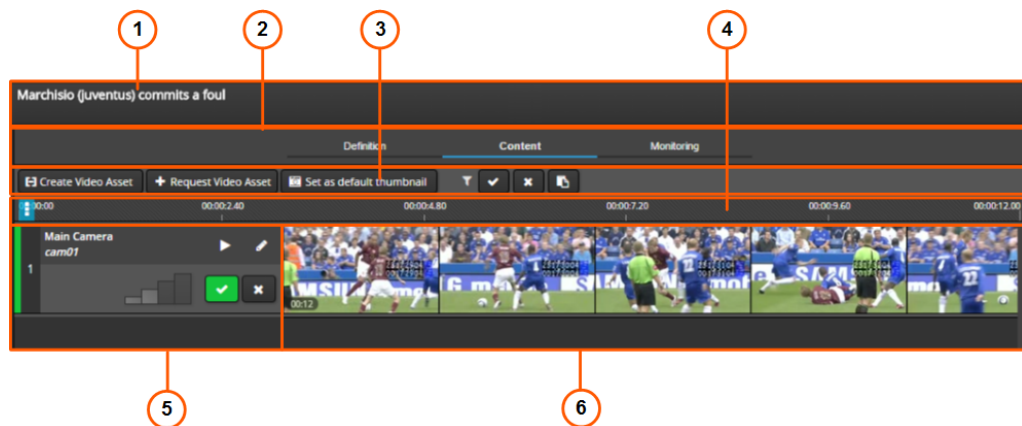 1 2 3 4
Marchisio (Juventus) commits a foul
Definition Content Monitoring
Create Video Asset Request Video Asset Set as default thumbnail
00:00 00:00:2.40 00:00:4.80 00:00:7.20 00:00:9.60 00:00:12.00
Main Camera
cam01
1
00:12
5 6